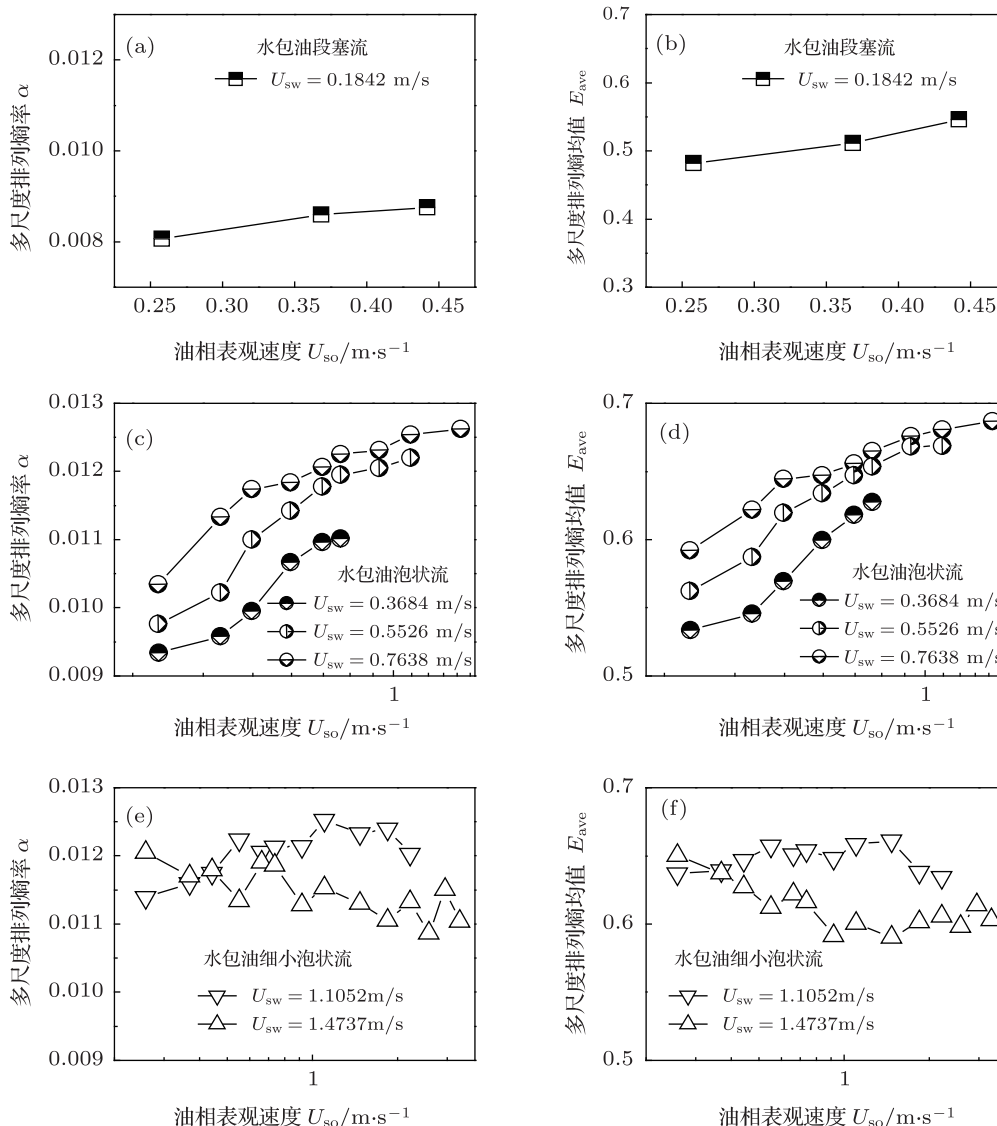 (a)
水包油段塞流
U_sw = 0.1842 m/s
0.012
0.010
0.008
多尺度排列熵率 α
0.25 0.30 0.35 0.40 0.45
油相表观速度 U_so/m·s⁻¹
(b)
水包油段塞流
U_sw = 0.1842 m/s
0.7
0.6
0.5
0.4
0.3
多尺度排列熵均值 E_ave
0.25 0.30 0.35 0.40 0.45
油相表观速度 U_so/m·s⁻¹
(c)
0.013
0.012
0.011
0.010
0.009
多尺度排列熵率 α
水包油泡状流
U_sw = 0.3684 m/s
U_sw = 0.5526 m/s
U_sw = 0.7638 m/s
1
油相表观速度 U_so/m·s⁻¹
(d)
0.7
0.6
0.5
多尺度排列熵均值 E_ave
水包油泡状流
U_sw = 0.3684 m/s
U_sw = 0.5526 m/s
U_sw = 0.7638 m/s
1
油相表观速度 U_so/m·s⁻¹
(e)
0.013
0.012
0.011
0.010
0.009
多尺度排列熵率 α
水包油细小泡状流
U_sw = 1.1052m/s
U_sw = 1.4737m/s
1
油相表观速度 U_so/m·s⁻¹
(f)
0.7
0.6
0.5
多尺度排列熵均值 E_ave
水包油细小泡状流
U_sw = 1.1052m/s
U_sw = 1.4737m/s
1
油相表观速度 U_so/m·s⁻¹